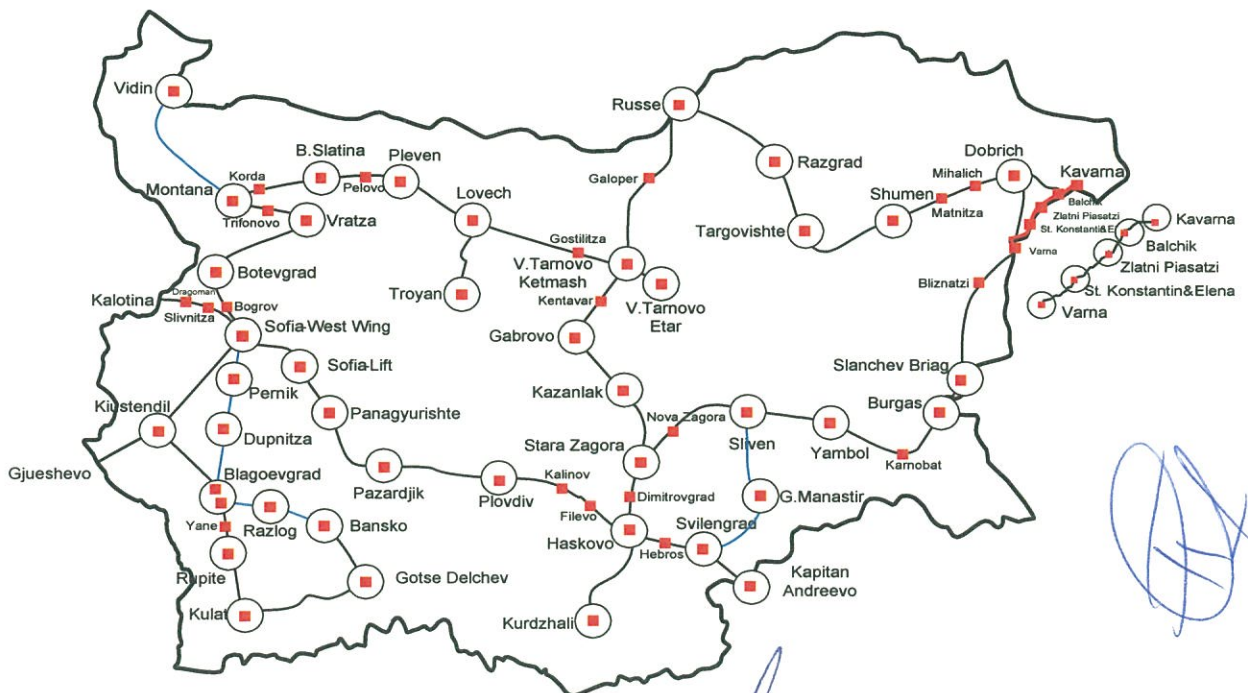 Vidin
Russe
B.Slatina
Pleven
Korda
Pelovo
Montana
Trifonovo
Vratza
Lovech
Galoper
Razgrad
Dobrich
Mihalich
Kavarna
Shumen
Matnitza
Balchik
Zlatni Piasatzi
St. Konstantin&E
Varna
Kavarna
Balchik
Zlatni Piasatzi
St. Konstantin&Elena
Varna
Targovishte
Gostilitza
V.Tarnovo
Ketmash
Kentavar
V.Tarnovo
Etar
Troyan
Botevgrad
Dragoman
Kalotina
Slivnitza
Bogrov
Bliznatzi
Sofia-West Wing
Gabrovo
Sofia-Lift
Pernik
Kazanlak
Slanchev Briag
Burgas
Kiustendil
Panagyurishte
Dupnitza
Nova Zagora
Sliven
Stara Zagora
Yambol
Karnobat
Gjueshevo
Blagoevgrad
Pazardjik
Plovdiv
Kalinov
Filevo
Dimitrovgrad
G.Manastir
Yane
Razlog
Bansko
Haskovo
Hebros
Svilengrad
Rupite
Gotse Delchev
Kapitan
Andreevo
Kulat
Kurdzhali